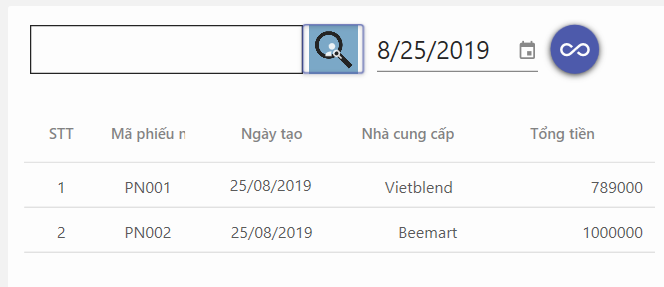 8/25/2019
STT Mã phiếu n Ngày tạo Nhà cung cấp Tổng tiền
1 PN001 25/08/2019 Vietblend 789000
2 PN002 25/08/2019 Beemart 1000000